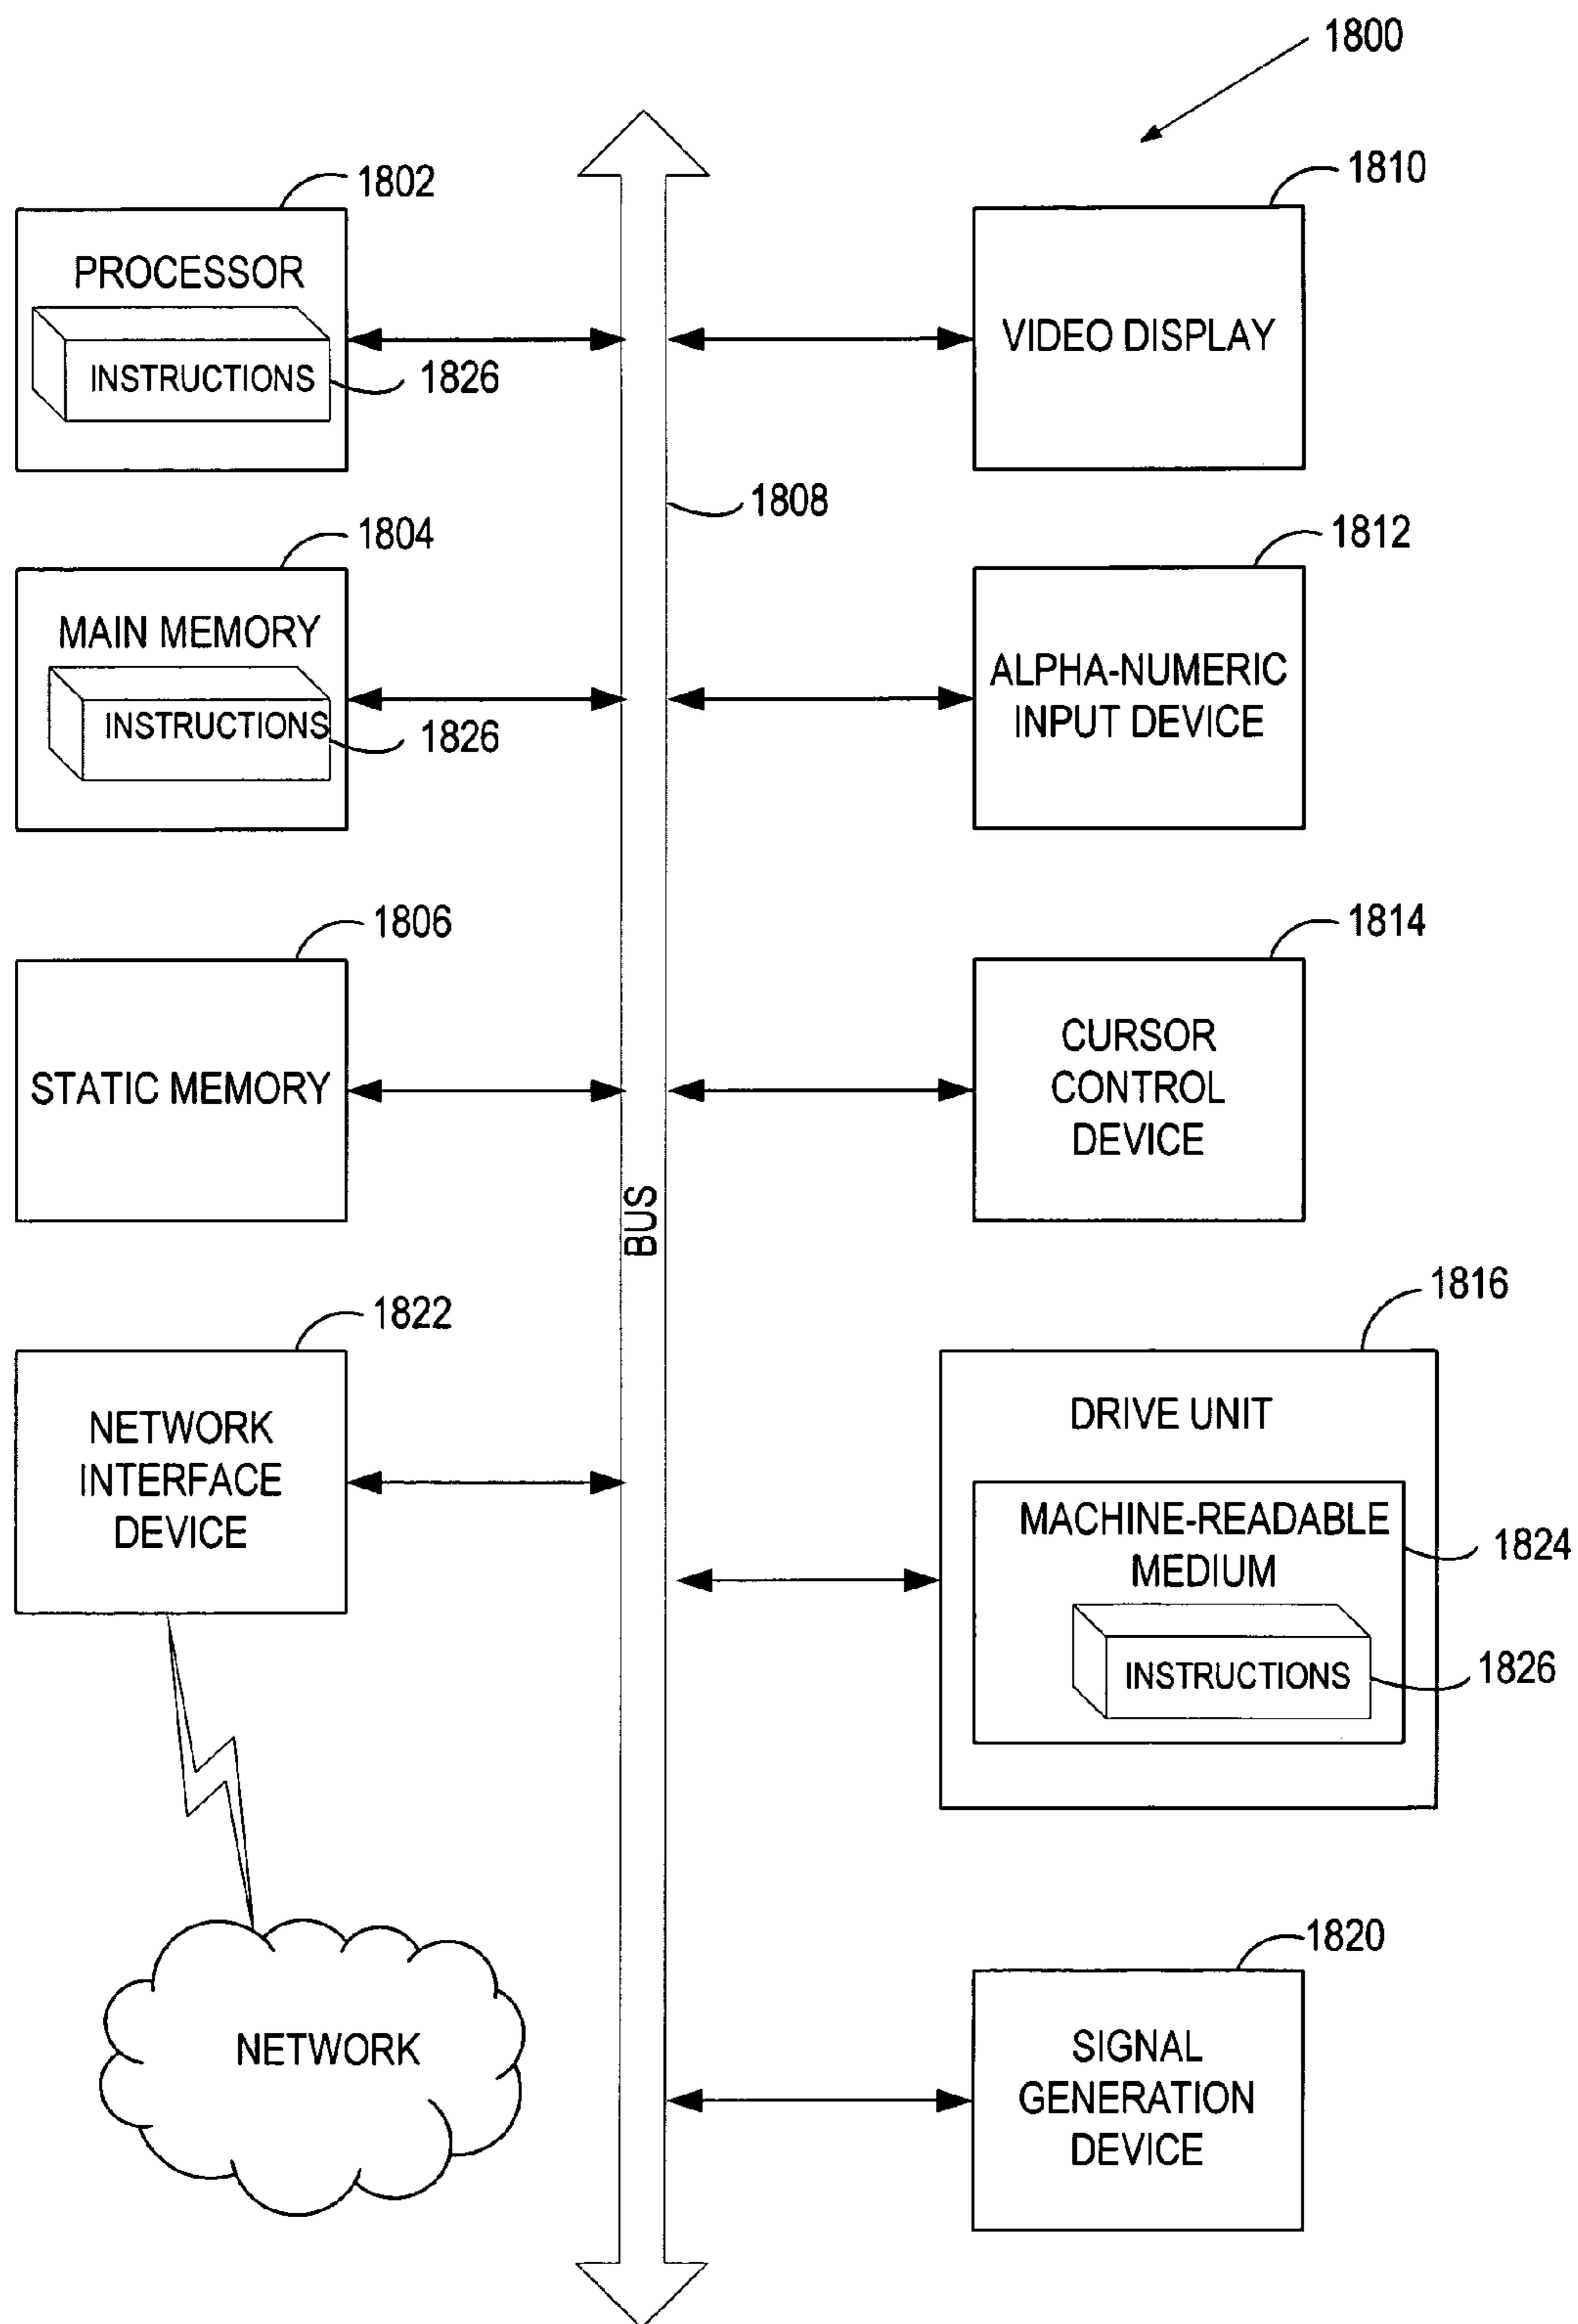 1800
1802
PROCESSOR
INSTRUCTIONS
1826
1810
VIDEO DISPLAY
1808
1804
MAIN MEMORY
INSTRUCTIONS
1826
1812
ALPHA-NUMERIC
INPUT DEVICE
1806
STATIC MEMORY
1814
CURSOR
CONTROL
DEVICE
BUS
1822
NETWORK
INTERFACE
DEVICE
1816
DRIVE UNIT
MACHINE-READABLE
MEDIUM
1824
INSTRUCTIONS
1826
NETWORK
1820
SIGNAL
GENERATION
DEVICE